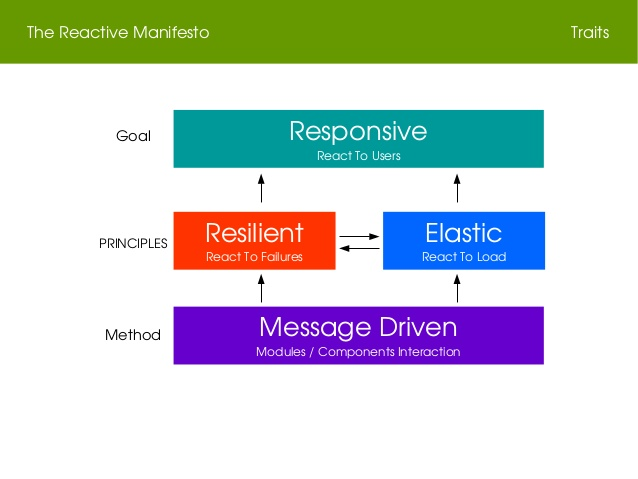 The Reactive Manifesto
Traits
Goal
Responsive
React To Users
PRINCIPLES
Resilient
React To Failures
Elastic
React To Load
Method
Message Driven
Modules / Components Interaction